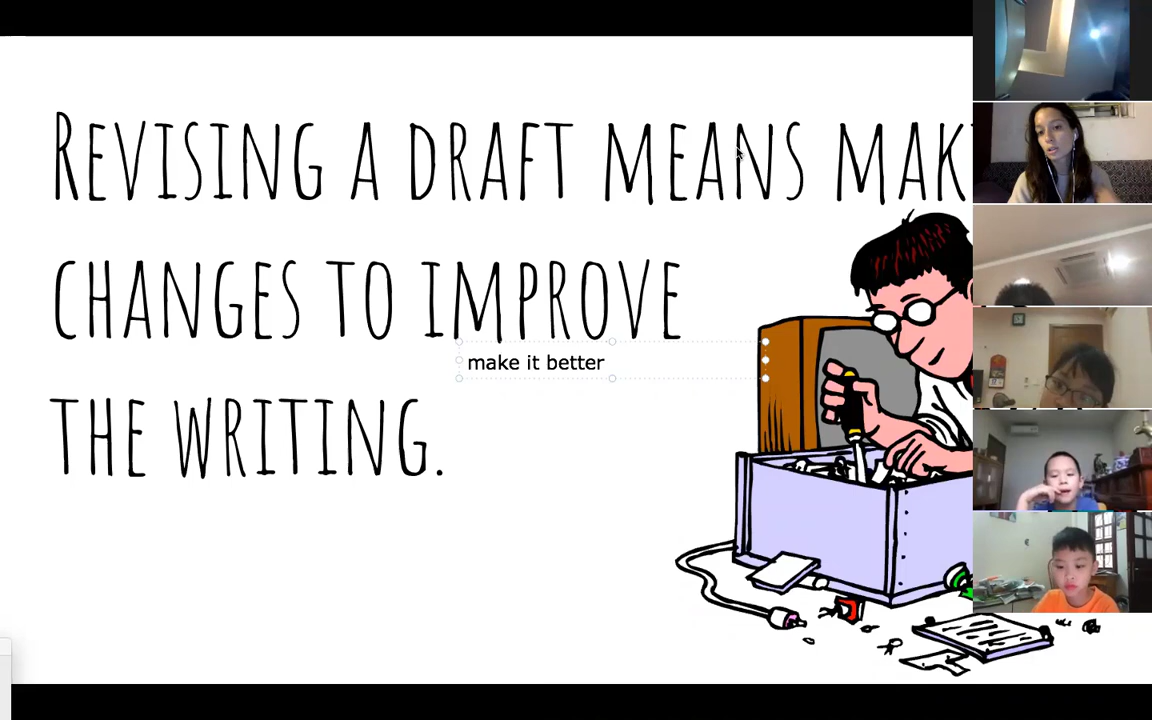 Revising a draft means mak
changes to improve
make it better
the writing.